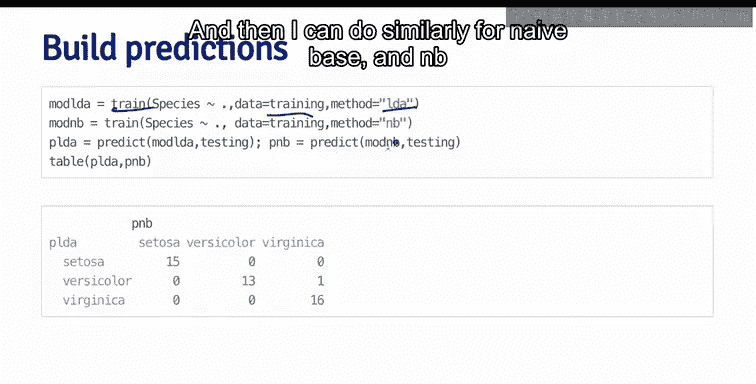 And then I can do similarly for naive
base, and nb
Build predictions
modlda = train(Species ~ .,data=training,method="lda")
modnb = train(Species ~ ., data=training,method="nb")
plda = predict(modlda,testing); pnb = predict(modnb,testing)
table(plda,pnb)
pnb
plda setosa versicolor virginica
setosa 15 0 0
versicolor 0 13 1
virginica 0 0 16